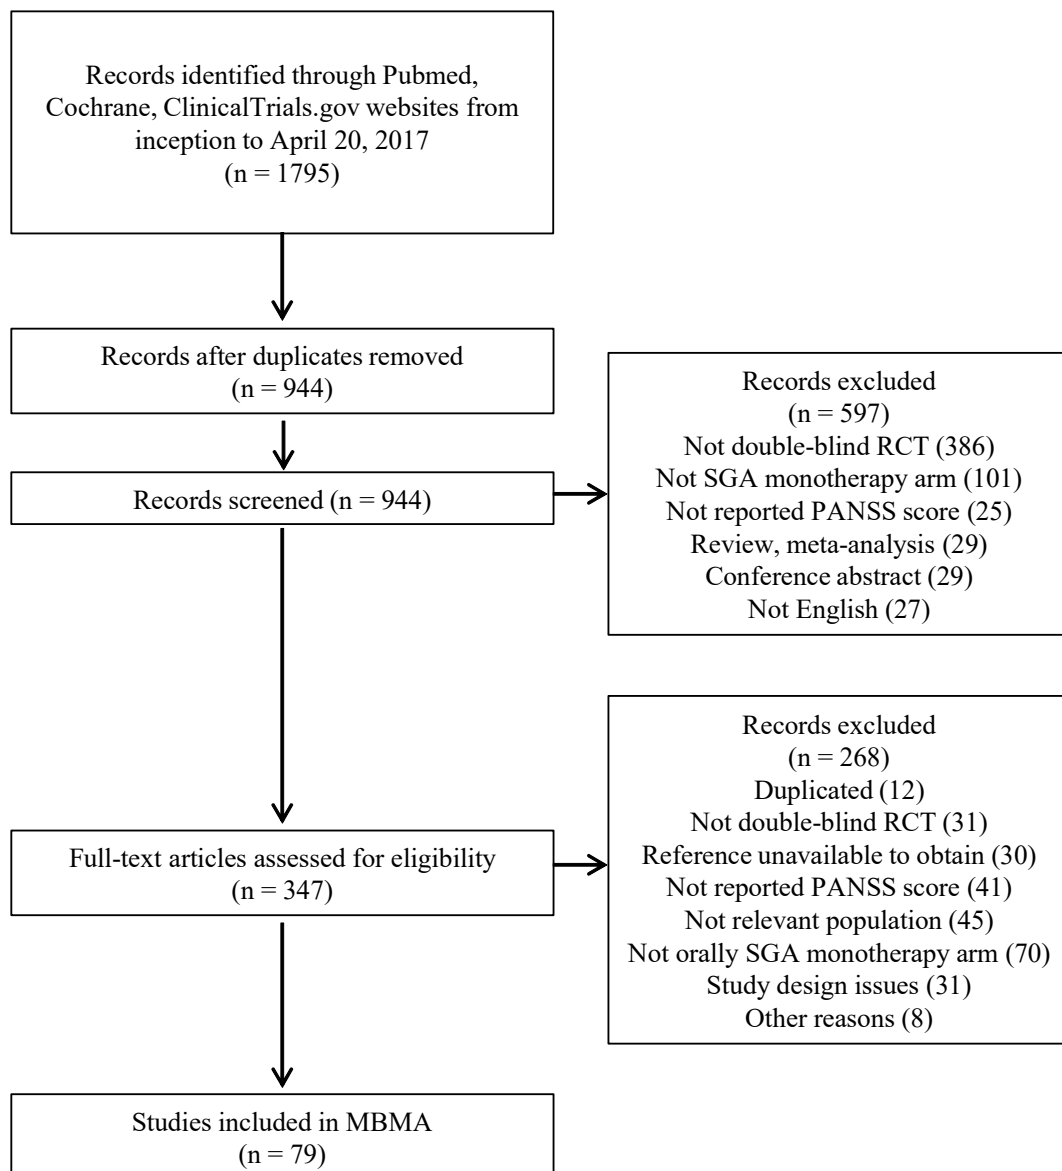 Records identified through Pubmed,
Cochrane, ClinicalTrials.gov websites from
inception to April 20, 2017
(n = 1795)
Records after duplicates removed
(n = 944)
Records screened (n = 944)
Records excluded
(n = 597)
Not double-blind RCT (386)
Not SGA monotherapy arm (101)
Not reported PANSS score (25)
Review, meta-analysis (29)
Conference abstract (29)
Not English (27)
Full-text articles assessed for eligibility
(n = 347)
Records excluded
(n = 268)
Duplicated (12)
Not double-blind RCT (31)
Reference unavailable to obtain (30)
Not reported PANSS score (41)
Not relevant population (45)
Not orally SGA monotherapy arm (70)
Study design issues (31)
Other reasons (8)
Studies included in MBMA
(n = 79)